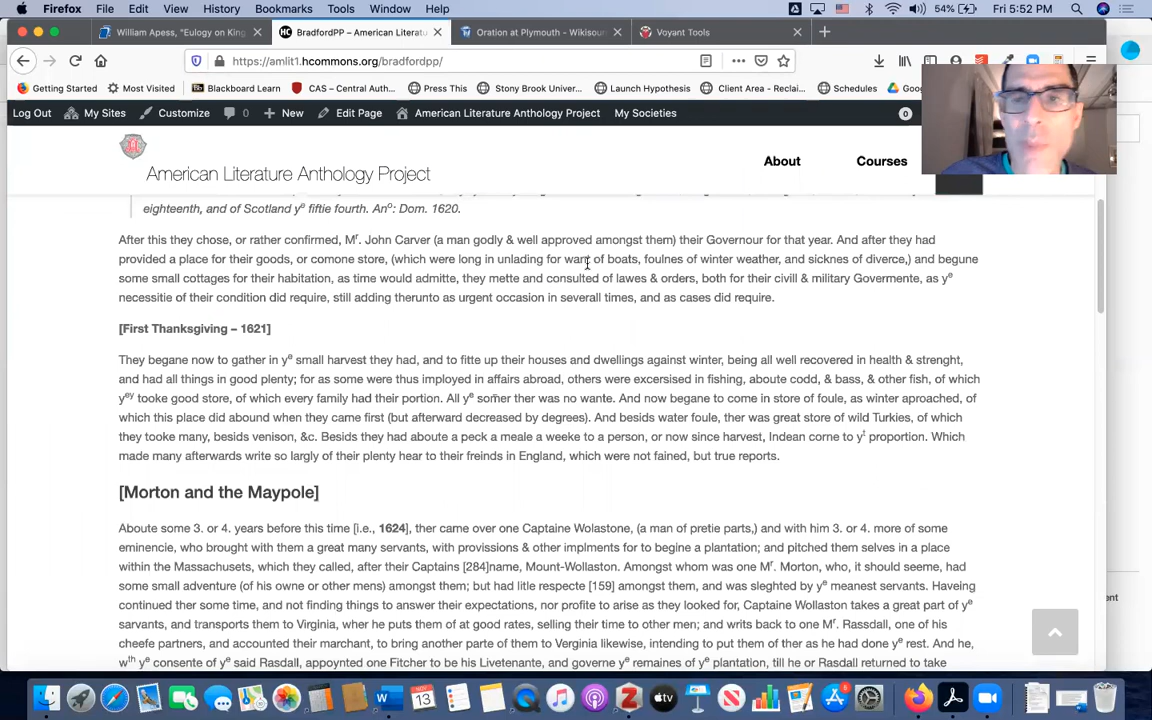 Firefox File Edit View History Bookmarks Tools Window Help 54% Fri 5:52 PM
William Apess, "Eulogy on King BradfordPP – American Literatu Oration at Plymouth - Wikisour Voyant Tools
https://amlit1.hcommons.org/bradfordpp/
Getting Started Most Visited Blackboard Learn CAS – Central Auth... Press This Stony Brook Univer... Launch Hypothesis Client Area - Reclai... Schedules Goog
Log Out My Sites Customize 0 New Edit Page American Literature Anthology Project My Societies 0
American Literature Anthology Project
About Courses
eighteenth, and of Scotland yᵉ fiftie fourth. Anᵒ: Dom. 1620.
After this they chose, or rather confirmed, Mʳ. John Carver (a man godly & well approved amongst them) their Governour for that year. And after they had
provided a place for their goods, or comone store, (which were long in unlading for want of boats, foulnes of winter weather, and sicknes of diverce,) and begune
some small cottages for their habitation, as time would admitte, they mette and consulted of lawes & orders, both for their civill & military Govermente, as yᵉ
necessitie of their condition did require, still adding therunto as urgent occasion in severall times, and as cases did require.
[First Thanksgiving – 1621]
They begane now to gather in yᵉ small harvest they had, and to fitte up their houses and dwellings against winter, being all well recovered in health & strenght,
and had all things in good plenty; for as some were thus imployed in affairs abroad, others were excersised in fishing, aboute codd, & bass, & other fish, of which
yᵉʸ tooke good store, of which every family had their portion. All yᵉ som̅er ther was no wante. And now begane to come in store of foule, as winter aproached, of
which this place did abound when they came first (but afterward decreased by degrees). And besids water foule, ther was great store of wild Turkies, of which
they tooke many, besids venison, &c. Besids they had aboute a peck a meale a weeke to a person, or now since harvest, Indean corne to yᵗ proportion. Which
made many afterwards write so largly of their plenty hear to their freinds in England, which were not fained, but true reports.
[Morton and the Maypole]
Aboute some 3. or 4. years before this time [i.e., 1624], ther came over one Captaine Wolastone, (a man of pretie parts,) and with him 3. or 4. more of some
eminencie, who brought with them a great many servants, with provissions & other implments for to begine a plantation; and pitched them selves in a place
within the Massachusets, which they called, after their Captains [284]name, Mount-Wollaston. Amongst whom was one Mʳ. Morton, who, it should seeme, had
some small adventure (of his owne or other mens) amongst them; but had litle respecte [159] amongst them, and was sleghted by yᵉ meanest servants. Haveing
continued ther some time, and not finding things to answer their expectations, nor profite to arise as they looked for, Captaine Wollaston takes a great part of yᵉ
sarvants, and transports them to Virginia, wher he puts them of at good rates, selling their time to other men; and writs back to one Mʳ. Rassdall, one of his
cheefe partners, and accounted their marchant, to bring another parte of them to Verginia likewise, intending to put them of ther as he had done yᵉ rest. And he,
wᵗʰ yᵉ consente of yᵉ said Rasdall, appoynted one Fitcher to be his Livetenante, and governe yᵉ remaines of yᵉ plantation, till he or Rasdall returned to take
NOV
13